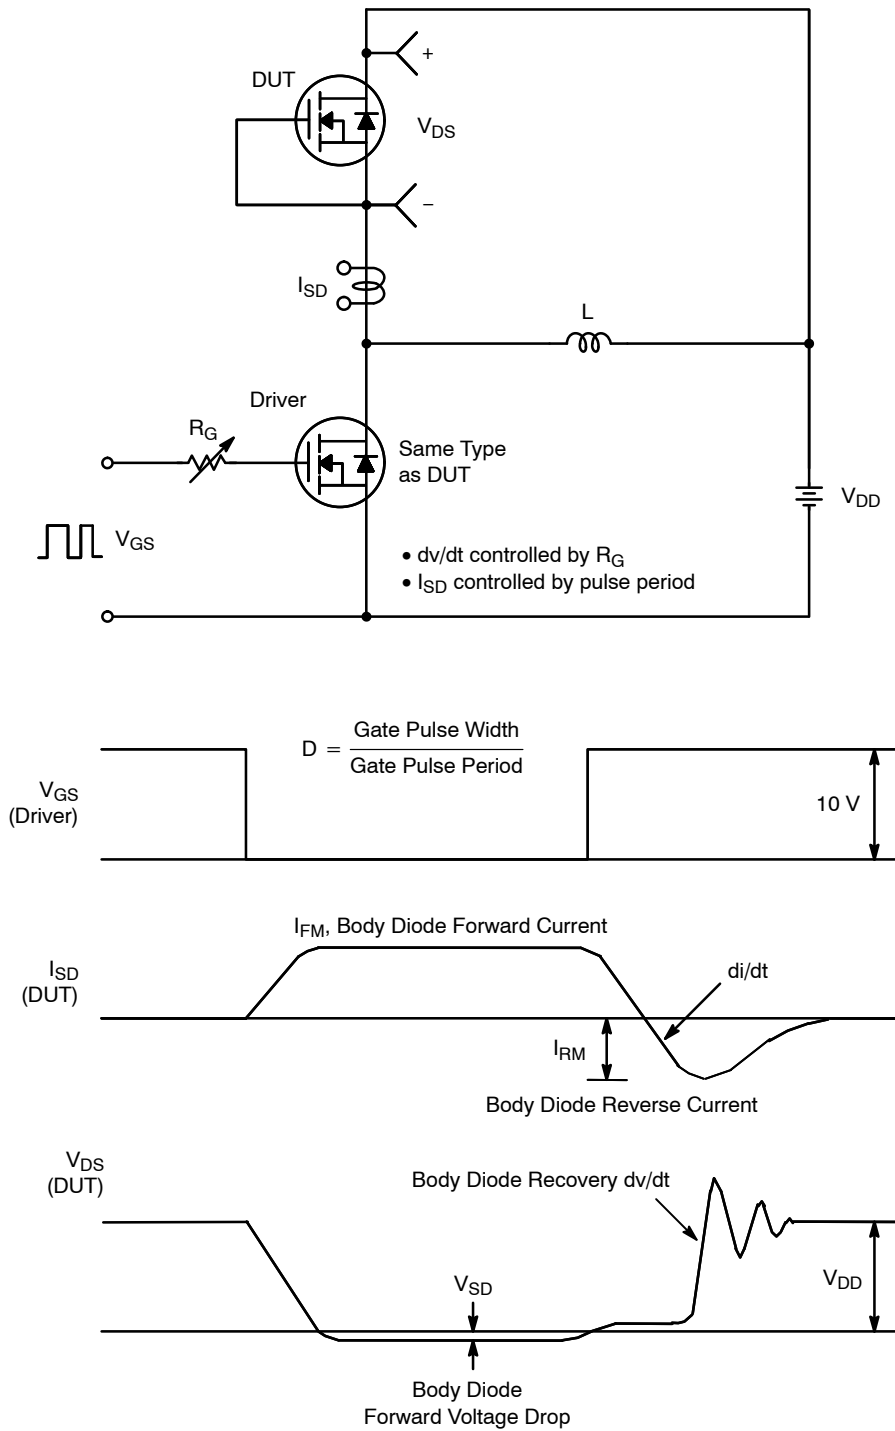 +
DUT
V_DS
−
I_SD
L
Driver
R_G
Same Type
as DUT
V_DD
V_GS
• dv/dt controlled by R_G
• I_SD controlled by pulse period
D = Gate Pulse Width
Gate Pulse Period
V_GS
(Driver)
10 V
I_FM, Body Diode Forward Current
I_SD
(DUT)
di/dt
I_RM
Body Diode Reverse Current
V_DS
(DUT)
Body Diode Recovery dv/dt
V_SD
V_DD
Body Diode
Forward Voltage Drop